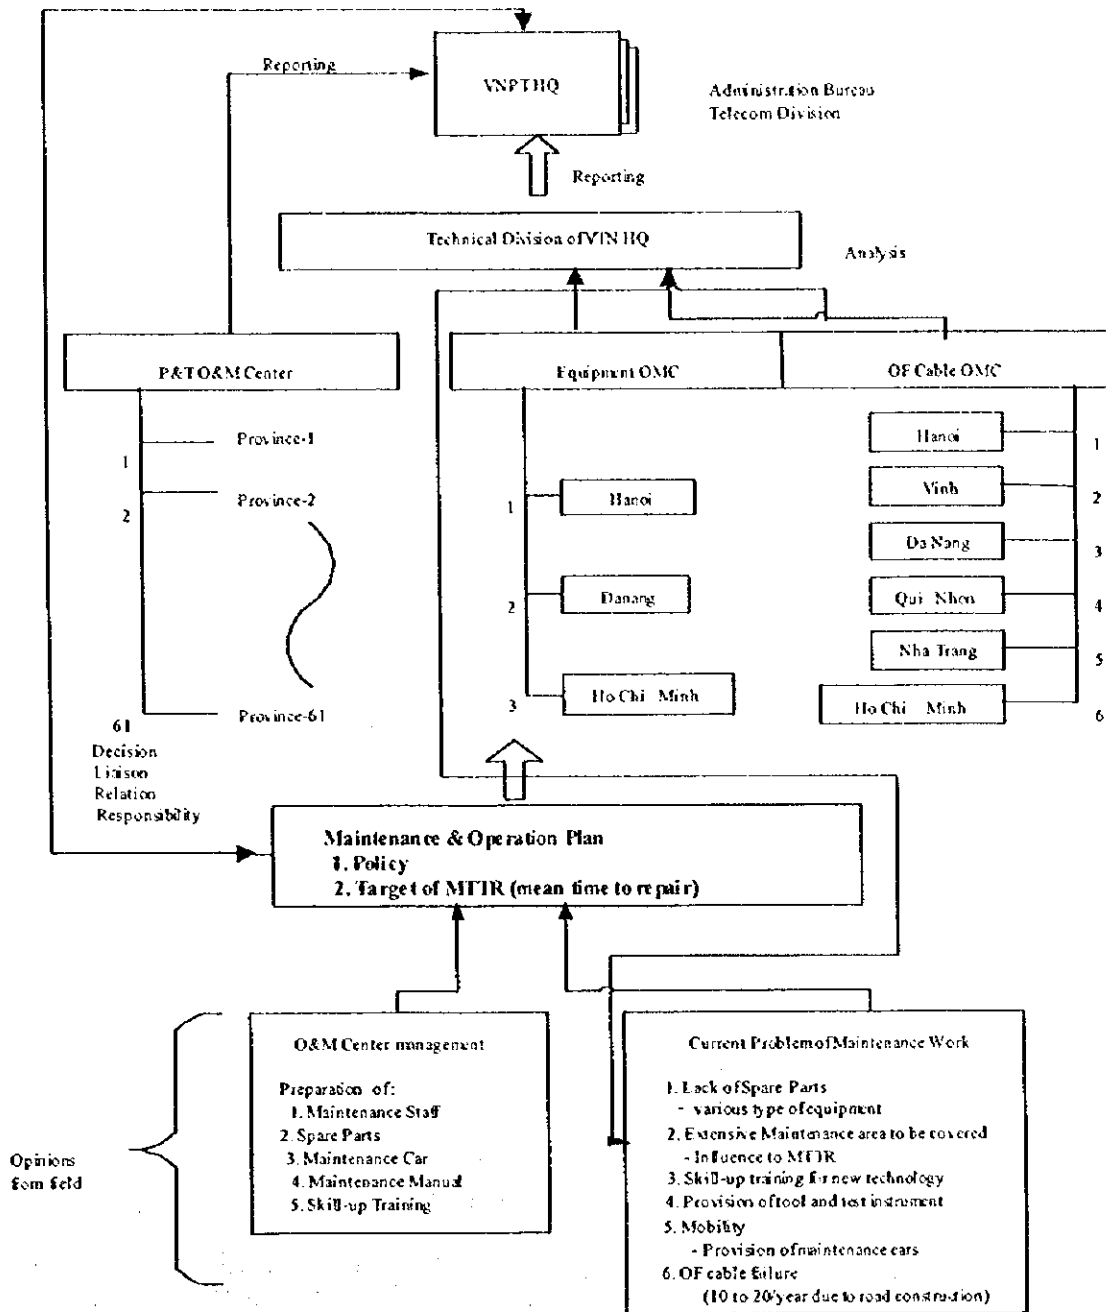 Reporting
VNPT HQ
Administration Bureau
Telecom Division
Reporting
Technical Division of VTN HQ
Analysis
P&T O&M Center
Equipment OMC
OF Cable OMC
1
Province-1
2
Province-2
61
Province-61
Decision
Liaison
Relation
Responsibility
1
Hanoi
2
Danang
3
Ho Chi Minh
Hanoi
1
Vinh
2
Da Nang
3
Qui Nhon
4
Nha Trang
5
Ho Chi Minh
6
Maintenance & Operation Plan
1. Policy
2. Target of MTTR (mean time to repair)
Opinions
from field
O&M Center management
Preparation of:
1. Maintenance Staff
2. Spare Parts
3. Maintenance Car
4. Maintenance Manual
5. Skill-up Training
Current Problem of Maintenance Work
1. Lack of Spare Parts
- various type of equipment
2. Extensive Maintenance area to be covered
- Influence to MTTR
3. Skill-up training for new technology
4. Provision of tool and test instrument
5. Mobility
- Provision of maintenance cars
6. OF cable failure
(10 to 20/year due to road construction)